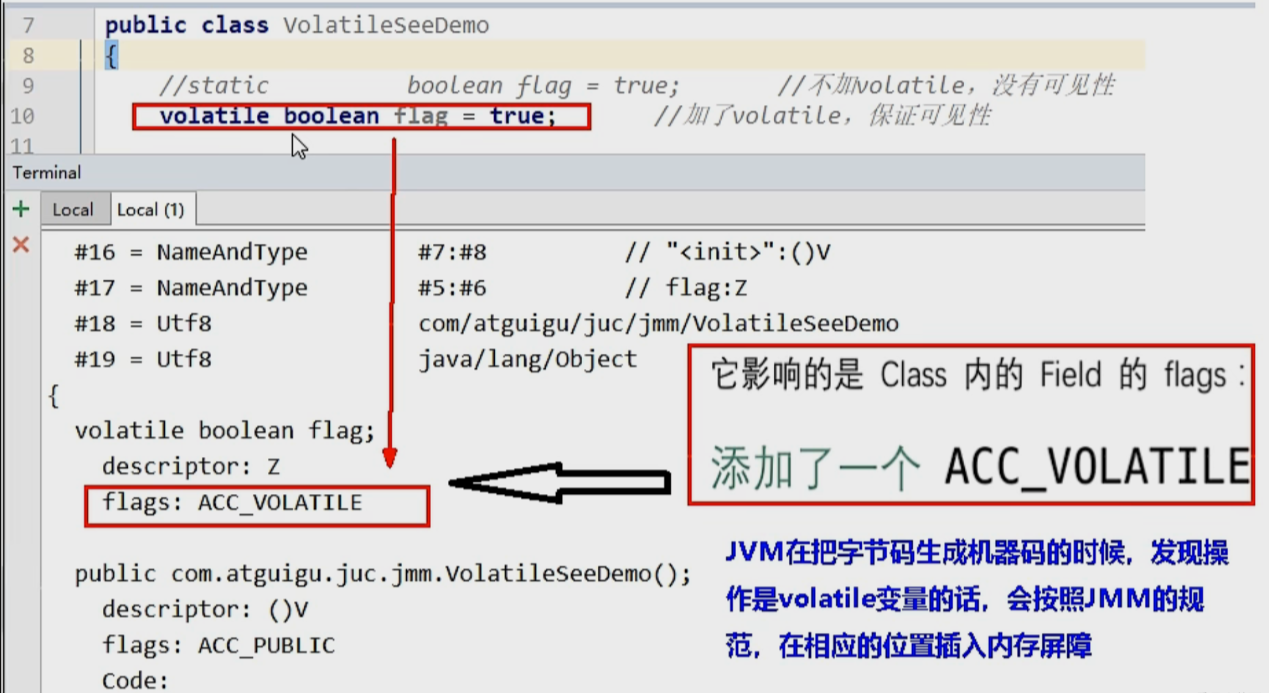 7 public class VolatileSeeDemo
8 {
9 //static boolean flag = true; //不加volatile，没有可见性
10 volatile boolean flag = true; //加了volatile，保证可见性
11
Terminal
+ Local Local (1)
#16 = NameAndType #7:#8 // "<init>":()V
#17 = NameAndType #5:#6 // flag:Z
#18 = Utf8 com/atguigu/juc/jmm/VolatileSeeDemo
#19 = Utf8 java/lang/Object
{
volatile boolean flag;
descriptor: Z
flags: ACC_VOLATILE
public com.atguigu.juc.jmm.VolatileSeeDemo();
descriptor: ()V
flags: ACC_PUBLIC
Code:
它影响的是 Class 内的 Field 的 flags：
添加了一个 ACC_VOLATILE
JVM在把字节码生成机器码的时候，发现操
作是volatile变量的话，会按照JMM的规
范，在相应的位置插入内存屏障